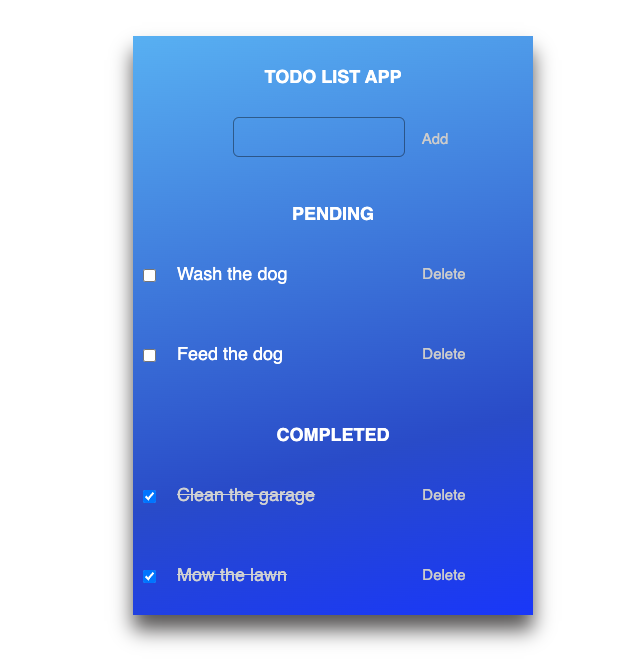 TODO LIST APP
Add
PENDING
Wash the dog Delete
Feed the dog Delete
COMPLETED
Clean the garage Delete
Mow the lawn Delete